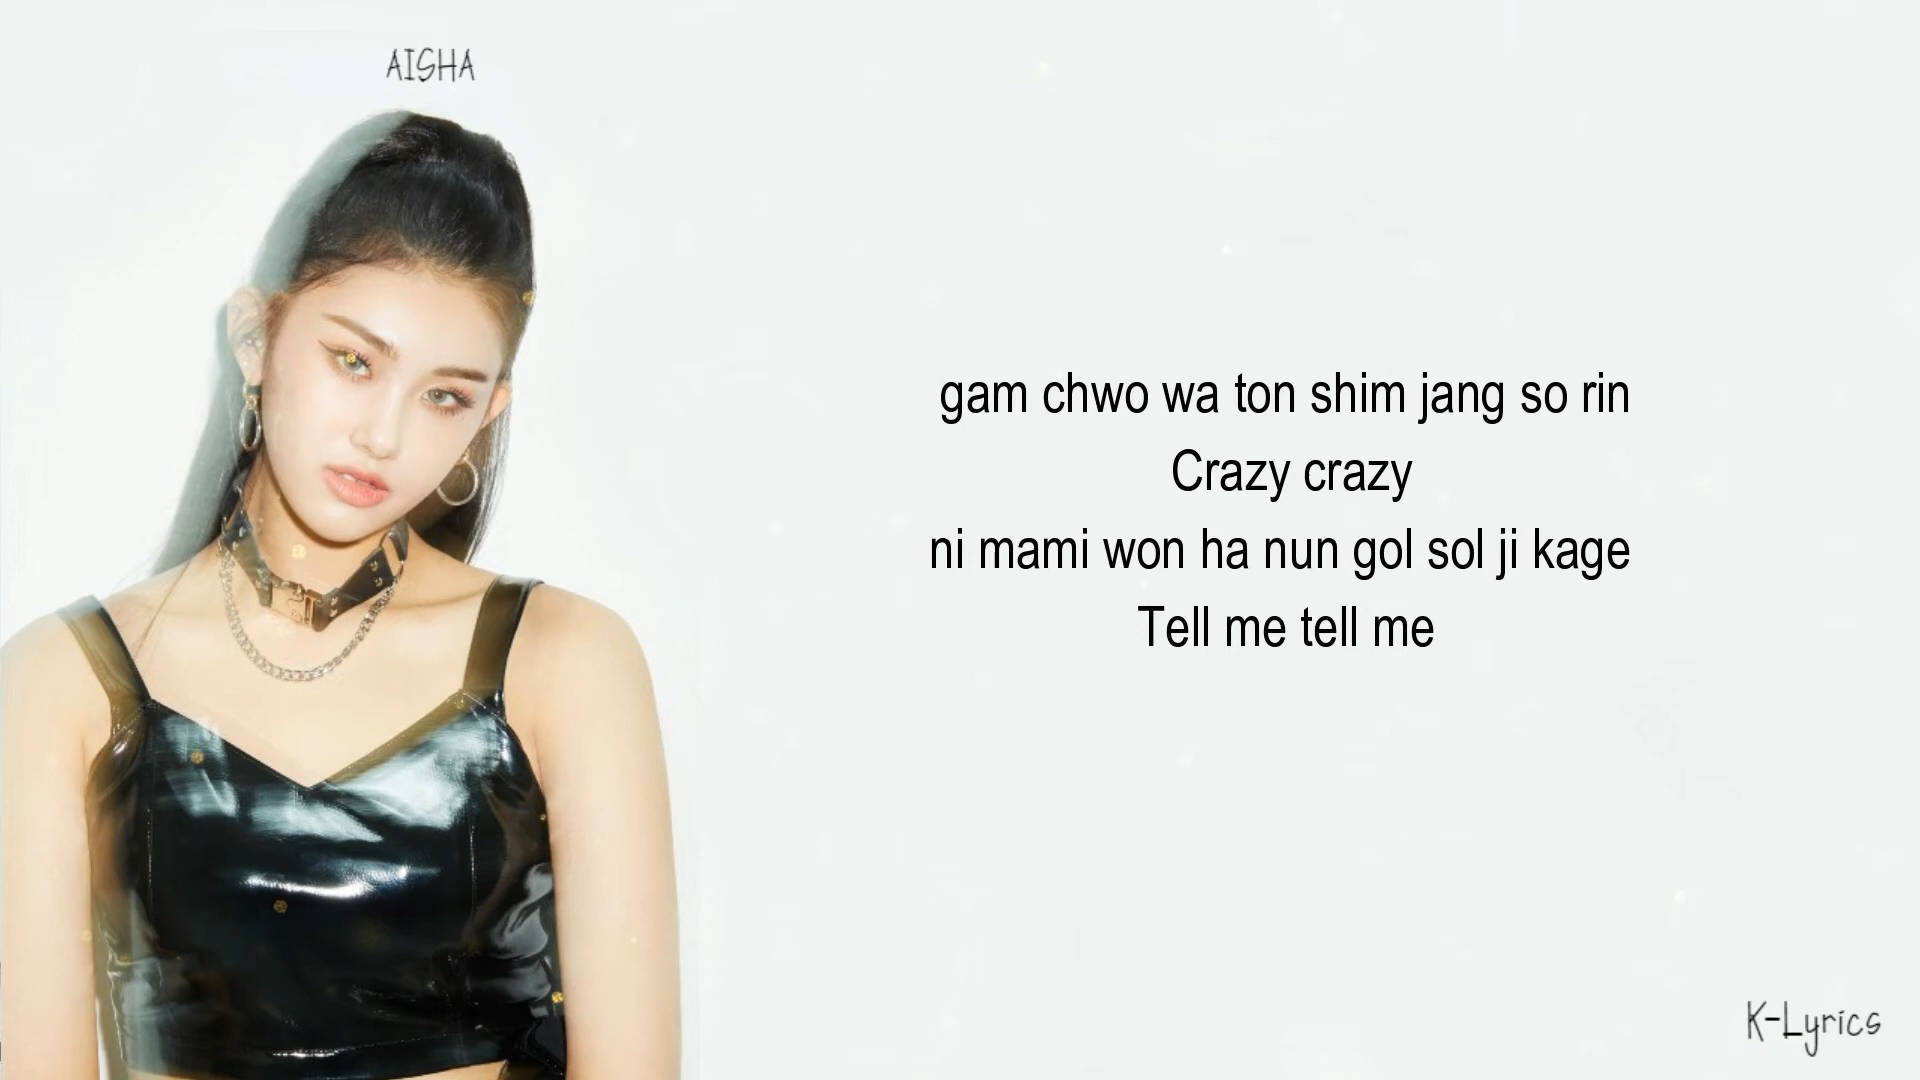 AISHA
gam chwo wa ton shim jang so rin
Crazy crazy
ni mami won ha nun gol sol ji kage
Tell me tell me
K-Lyrics